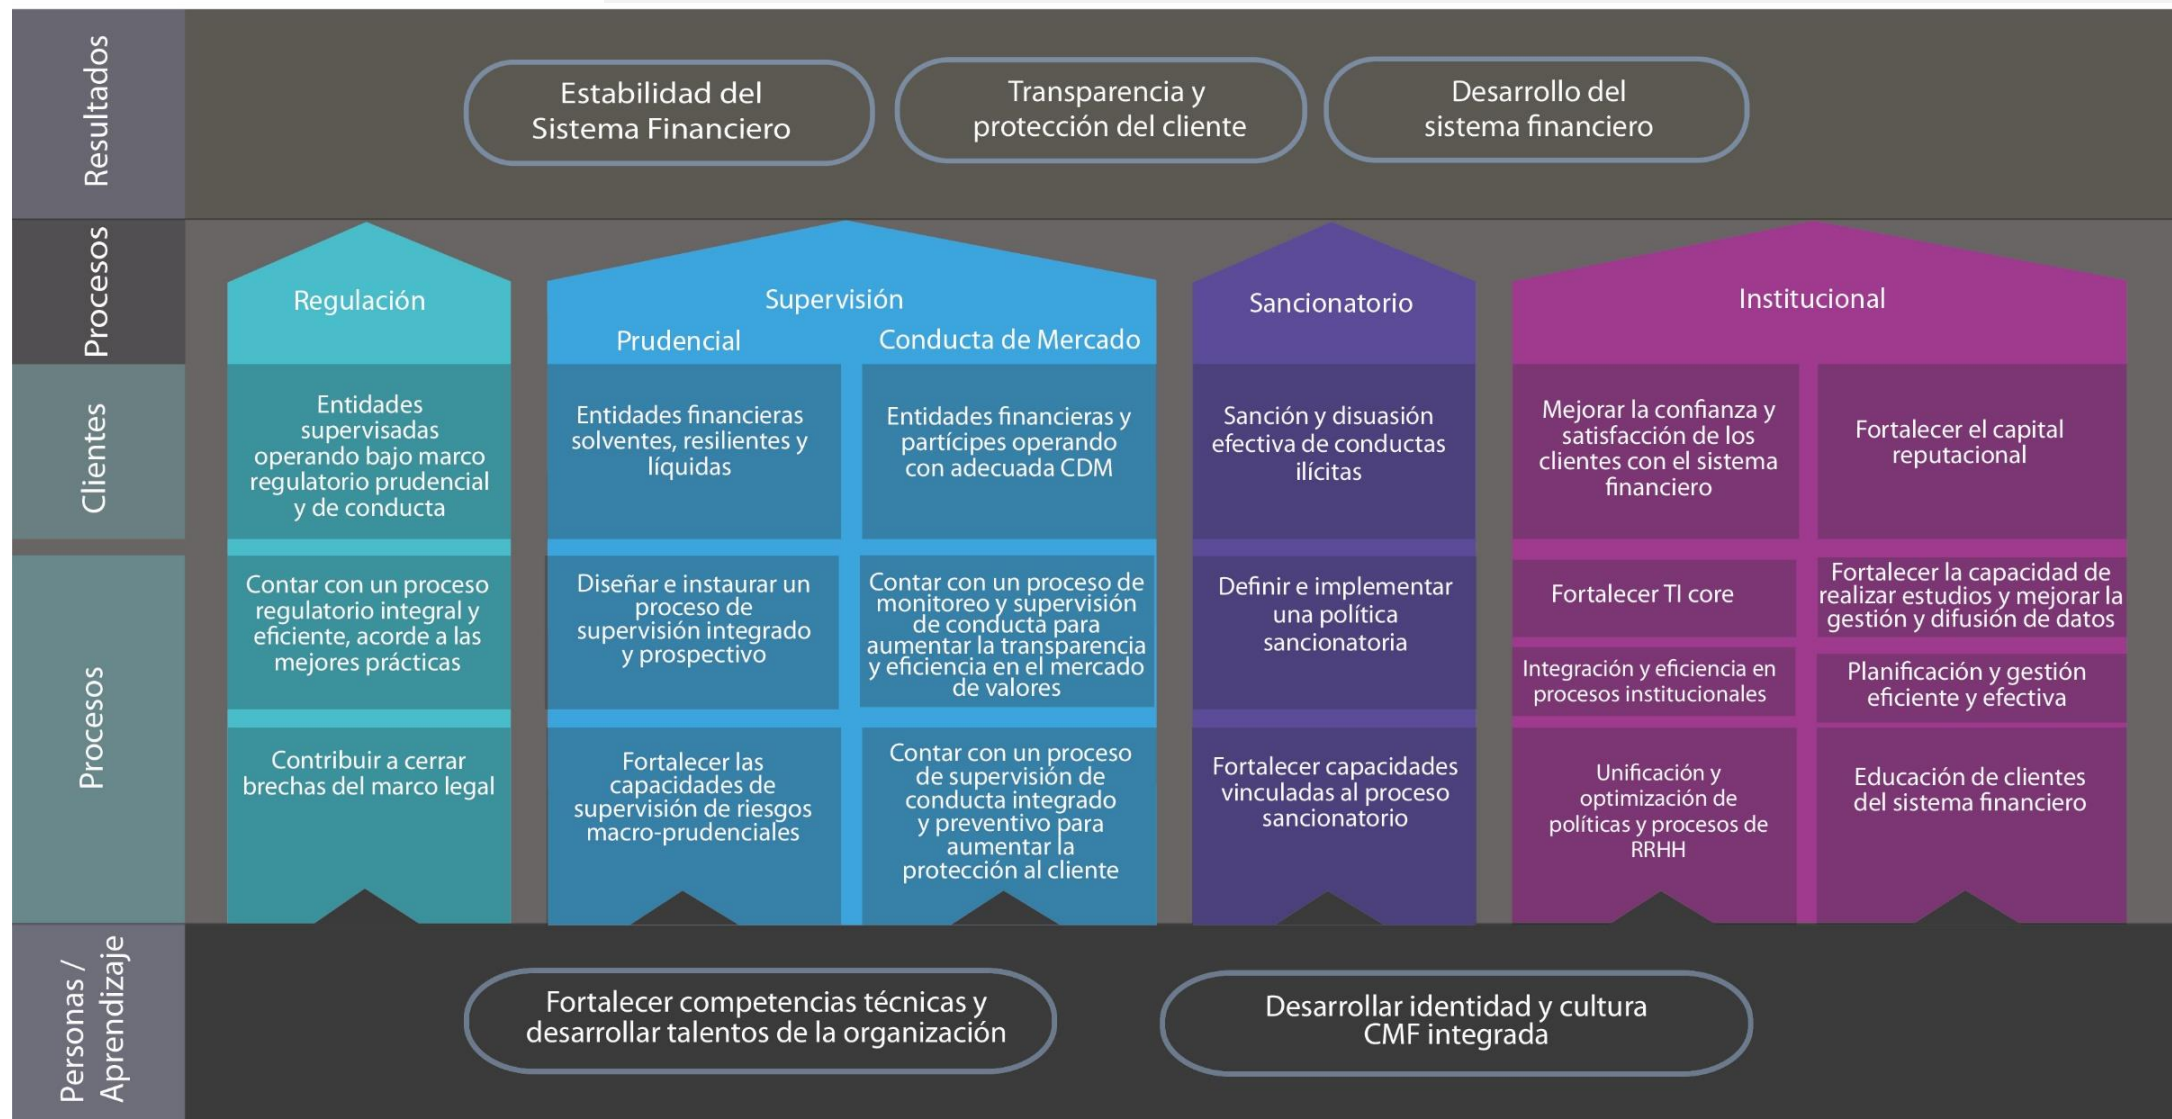 Resultados
Estabilidad del
Sistema Financiero
Transparencia y
protección del cliente
Desarrollo del
sistema financiero
Procesos
Regulación
Supervisión
Prudencial
Conducta de Mercado
Sancionatorio
Institucional
Clientes
Entidades
supervisadas
operando bajo marco
regulatorio prudencial
y de conducta
Entidades financieras
solventes, resilientes y
líquidas
Entidades financieras y
partícipes operando
con adecuada CDM
Sanción y disuasión
efectiva de conductas
ilícitas
Mejorar la confianza y
satisfacción de los
clientes con el sistema
financiero
Fortalecer el capital
reputacional
Procesos
Contar con un proceso
regulatorio integral y
eficiente, acorde a las
mejores prácticas
Diseñar e instaurar un
proceso de
supervisión integrado
y prospectivo
Contar con un proceso de
monitoreo y supervisión
de conducta para
aumentar la transparencia
y eficiencia en el mercado
de valores
Definir e implementar
una política
sancionatoria
Fortalecer TI core
Fortalecer la capacidad de
realizar estudios y mejorar la
gestión y difusión de datos
Integración y eficiencia en
procesos institucionales
Planificación y gestión
eficiente y efectiva
Contribuir a cerrar
brechas del marco legal
Fortalecer las
capacidades de
supervisión de riesgos
macro-prudenciales
Contar con un proceso
de supervisión de
conducta integrado
y preventivo para
aumentar la
protección al cliente
Fortalecer capacidades
vinculadas al proceso
sancionatorio
Unificación y
optimización de
políticas y procesos de
RRHH
Educación de clientes
del sistema financiero
Personas /
Aprendizaje
Fortalecer competencias técnicas y
desarrollar talentos de la organización
Desarrollar identidad y cultura
CMF integrada